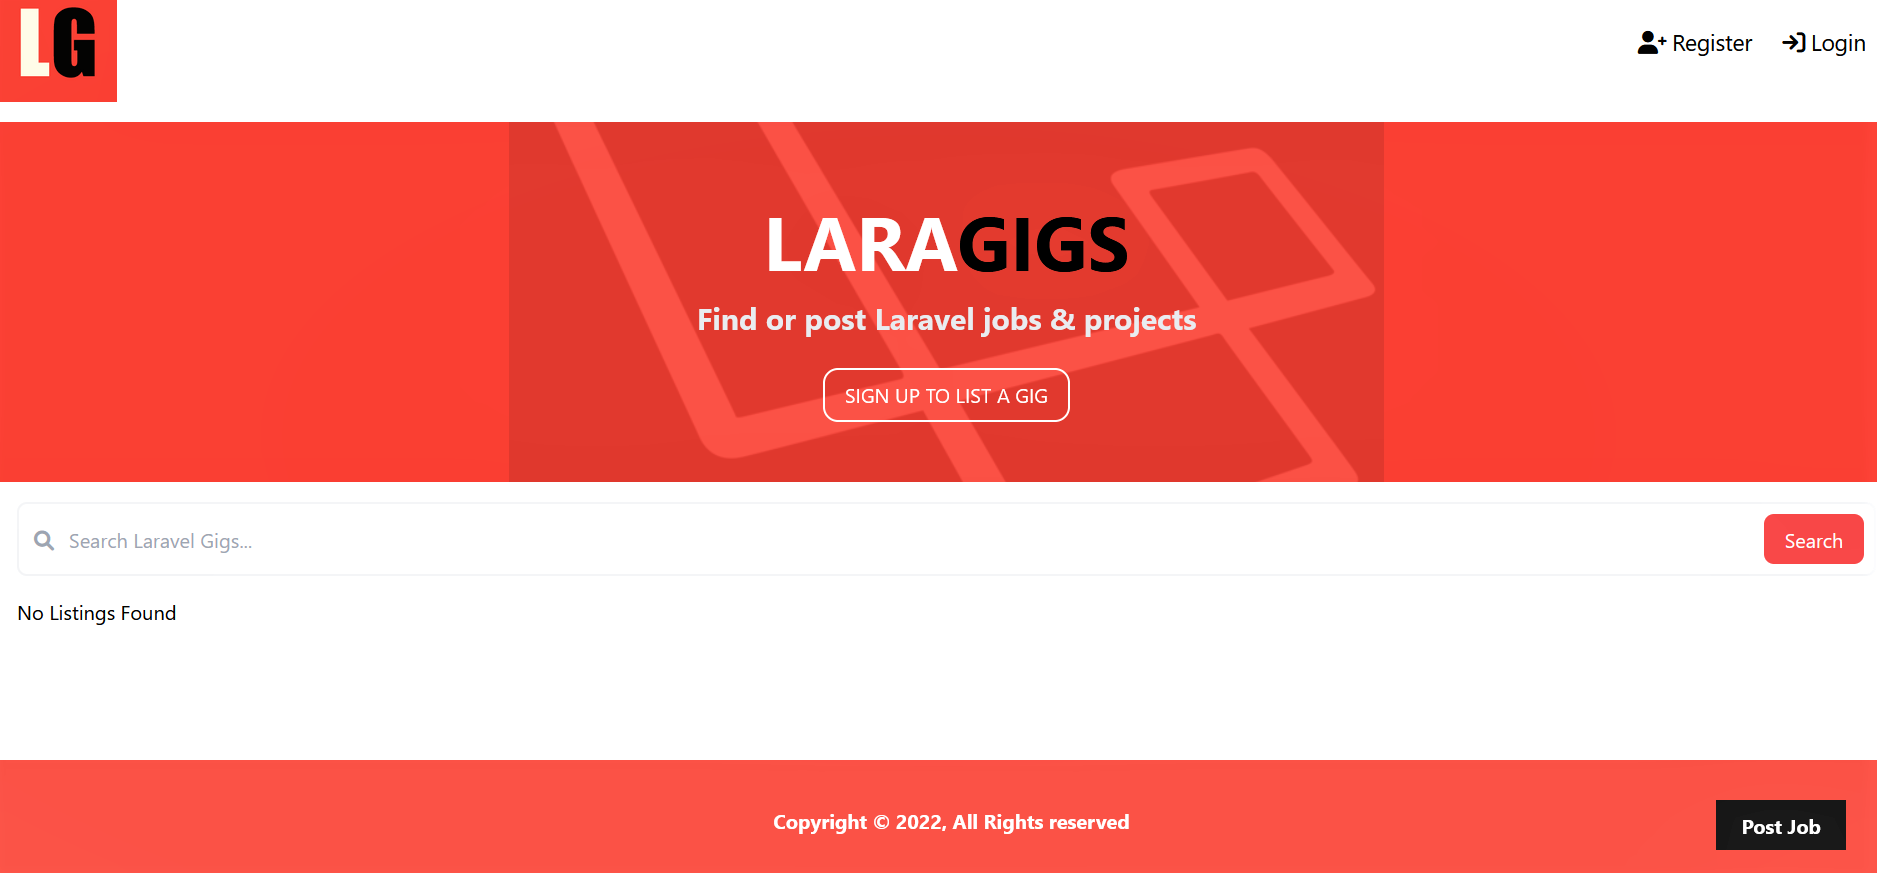 LG
Register
Login
LARAGIGS
Find or post Laravel jobs & projects
SIGN UP TO LIST A GIG
Search Laravel Gigs...
Search
No Listings Found
Copyright © 2022, All Rights reserved
Post Job